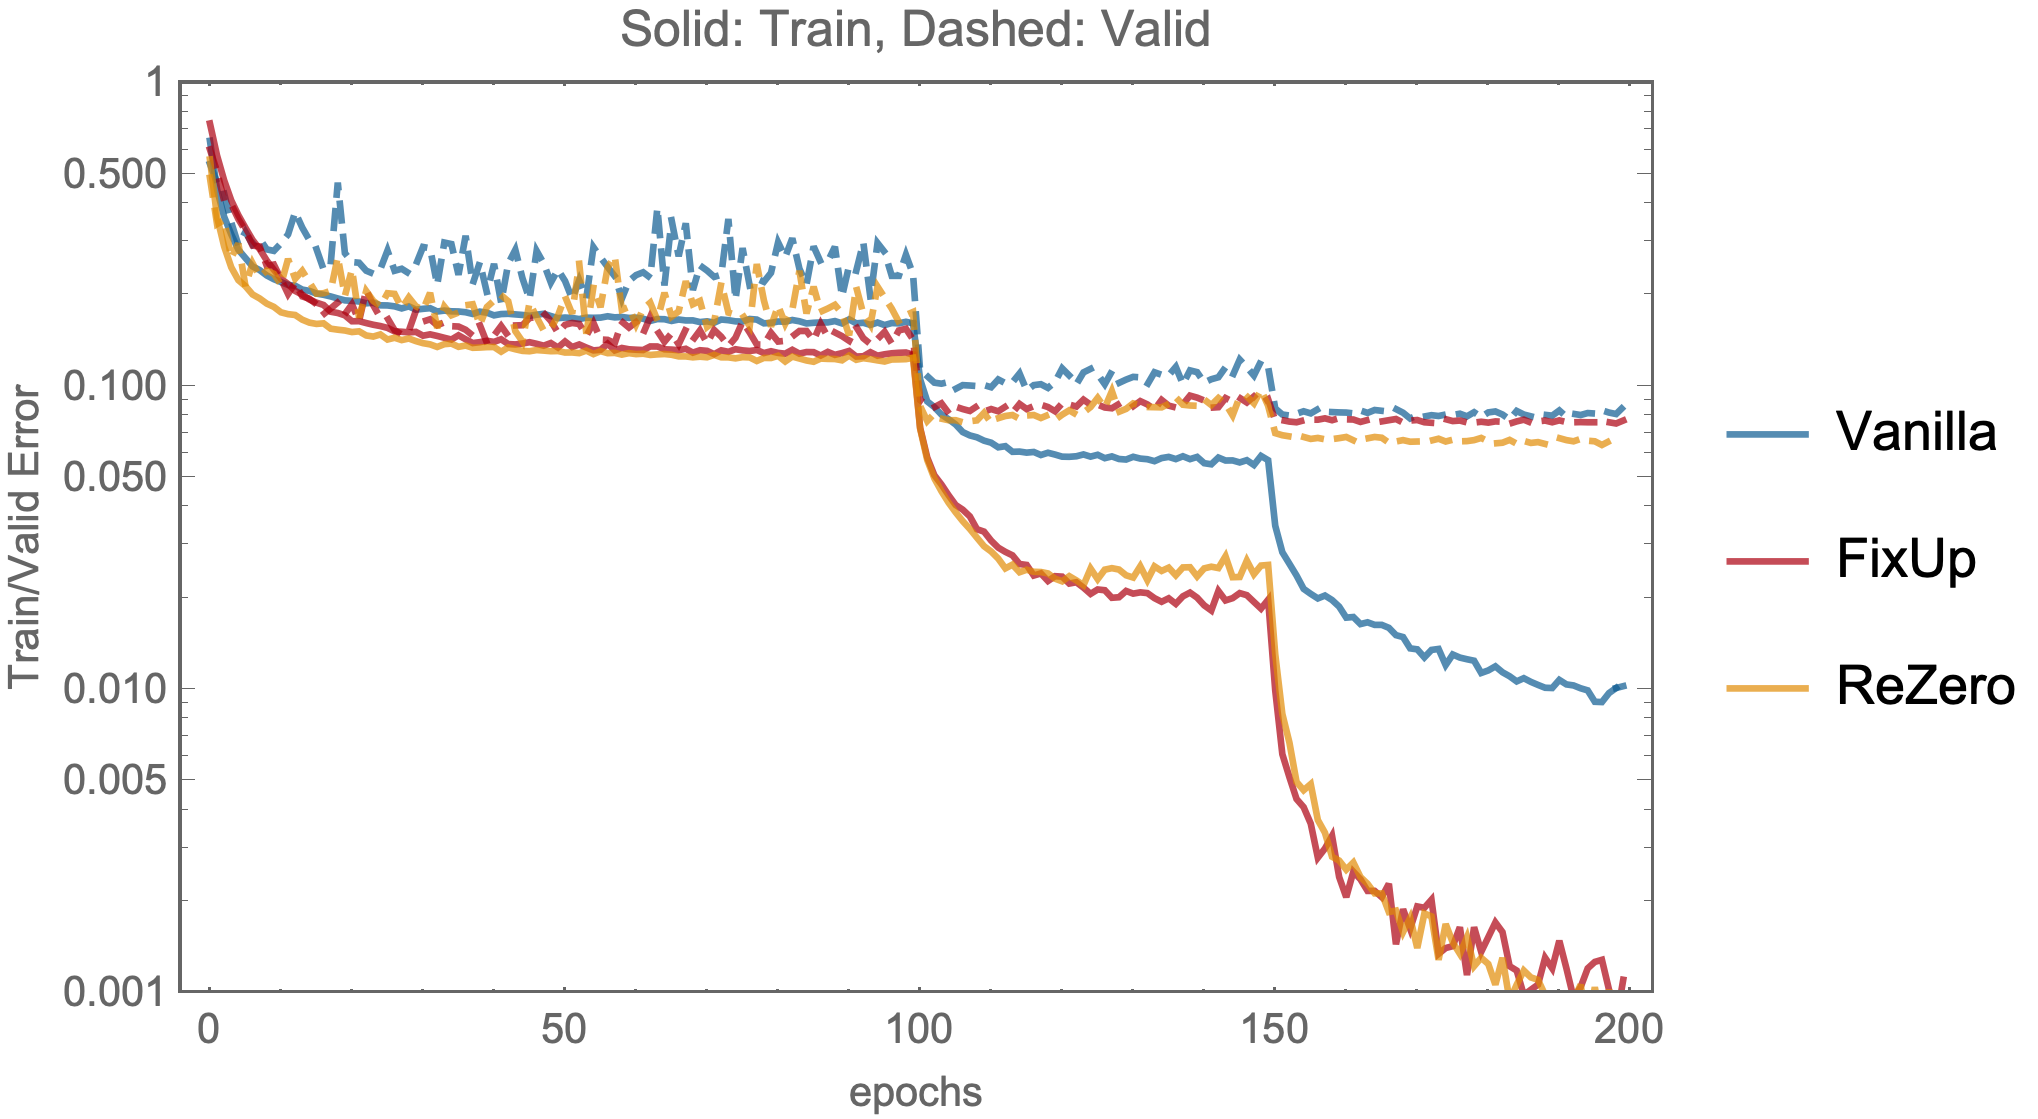 Solid: Train, Dashed: Valid
1
0.500
0.100
0.050
0.010
0.005
0.001
Train/Valid Error
0 50 100 150 200
epochs
Vanilla
FixUp
ReZero